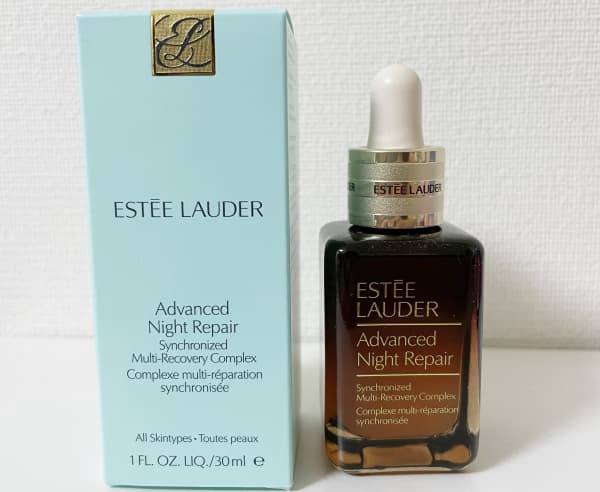 EL
ESTĒE LAUDER
Advanced
Night Repair
Synchronized
Multi-Recovery Complex
Complexe multi-réparation
synchronisée
All Skintypes • Toutes peaux
1 FL. OZ. LIQ./30 ml ℮
ESTĒE LAUDER
ESTĒE
LAUDER
Advanced
Night Repair
Synchronized
Multi-Recovery Complex
Complexe multi-réparation
synchronisée